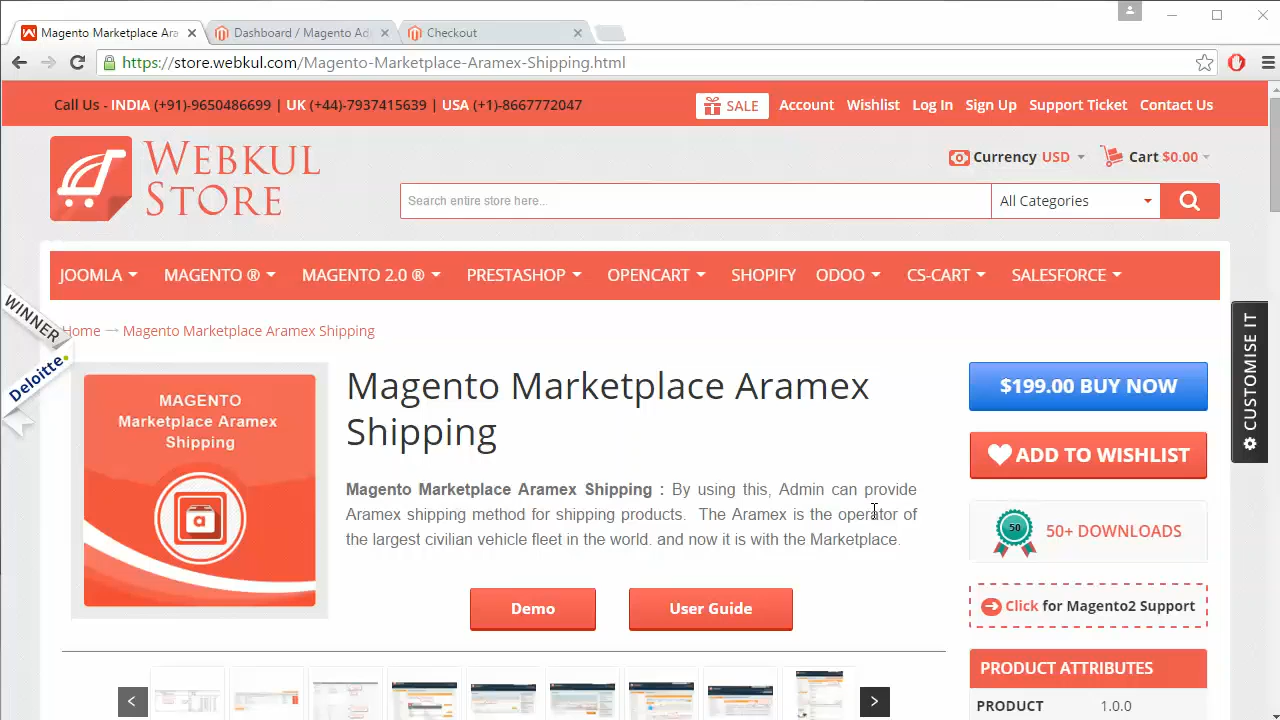 Magento Marketplace Ara
Dashboard / Magento Ad
Checkout
https://store.webkul.com/Magento-Marketplace-Aramex-Shipping.html
Call Us - INDIA (+91)-9650486699 | UK (+44)-7937415639 | USA (+1)-8667772047
SALE Account Wishlist Log In Sign Up Support Ticket Contact Us
WEBKUL
STORE
Currency USD Cart $0.00
Search entire store here..
All Categories
JOOMLA MAGENTO ® MAGENTO 2.0 ® PRESTASHOP OPENCART SHOPIFY ODOO CS-CART SALESFORCE
WINNER
Deloitte.
CUSTOMISE IT
Home → Magento Marketplace Aramex Shipping
MAGENTO
Marketplace Aramex
Shipping
a
Magento Marketplace Aramex
Shipping
Magento Marketplace Aramex Shipping : By using this, Admin can provide
Aramex shipping method for shipping products. The Aramex is the operator of
the largest civilian vehicle fleet in the world. and now it is with the Marketplace.
Demo
User Guide
$199.00 BUY NOW
ADD TO WISHLIST
50
50+ DOWNLOADS
Click for Magento2 Support
PRODUCT ATTRIBUTES
PRODUCT 1.0.0